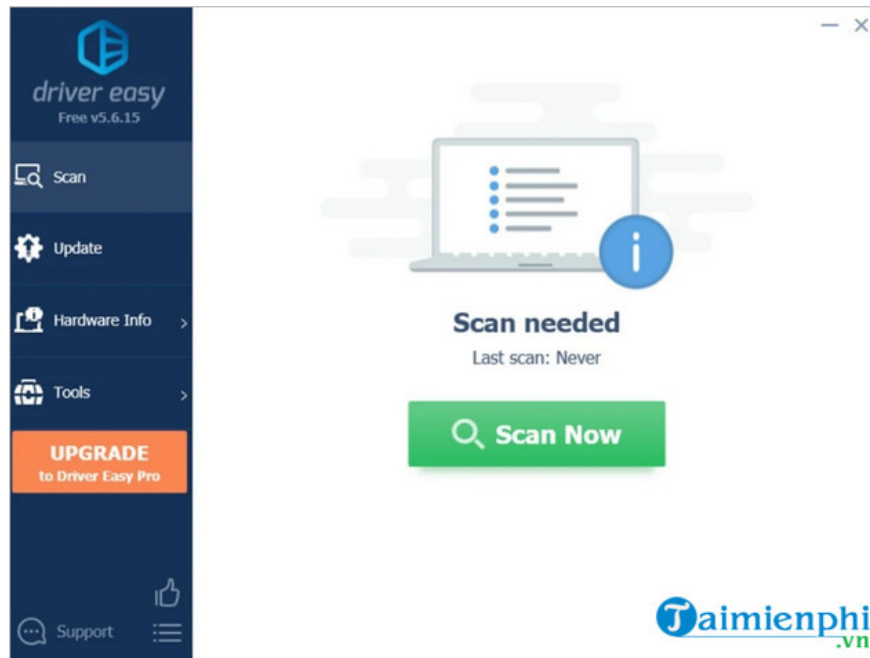 driver easy
Free v5.6.15
Scan
Update
Hardware Info
Tools
UPGRADE
to Driver Easy Pro
Support
Scan needed
Last scan: Never
Scan Now
Taimienphi
.vn